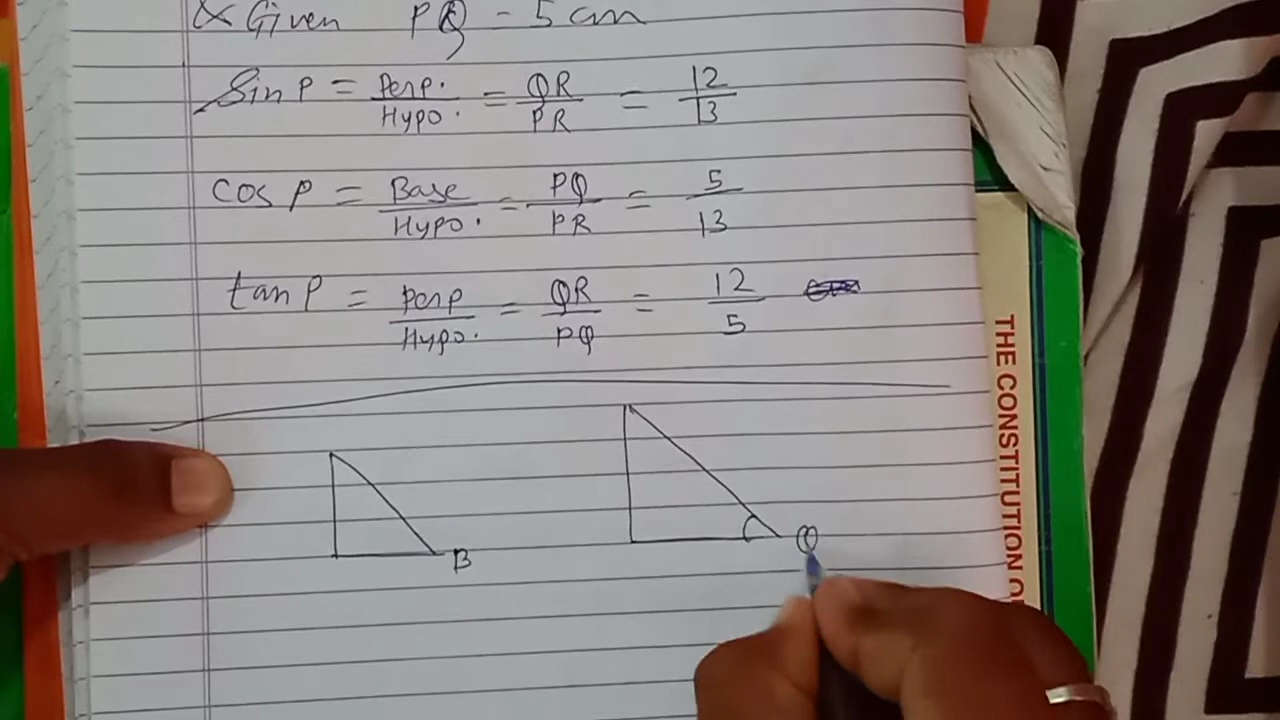 & Given PQ = 5 cm
Sin P = Perp. / Hypo. = QR / PR = 12 / 13
cos P = Base / Hypo. = PQ / PR = 5 / 13
tan P = Perp / Hypo. = QR / PQ = 12 / 5
B
Q
THE CONSTITUTION OF